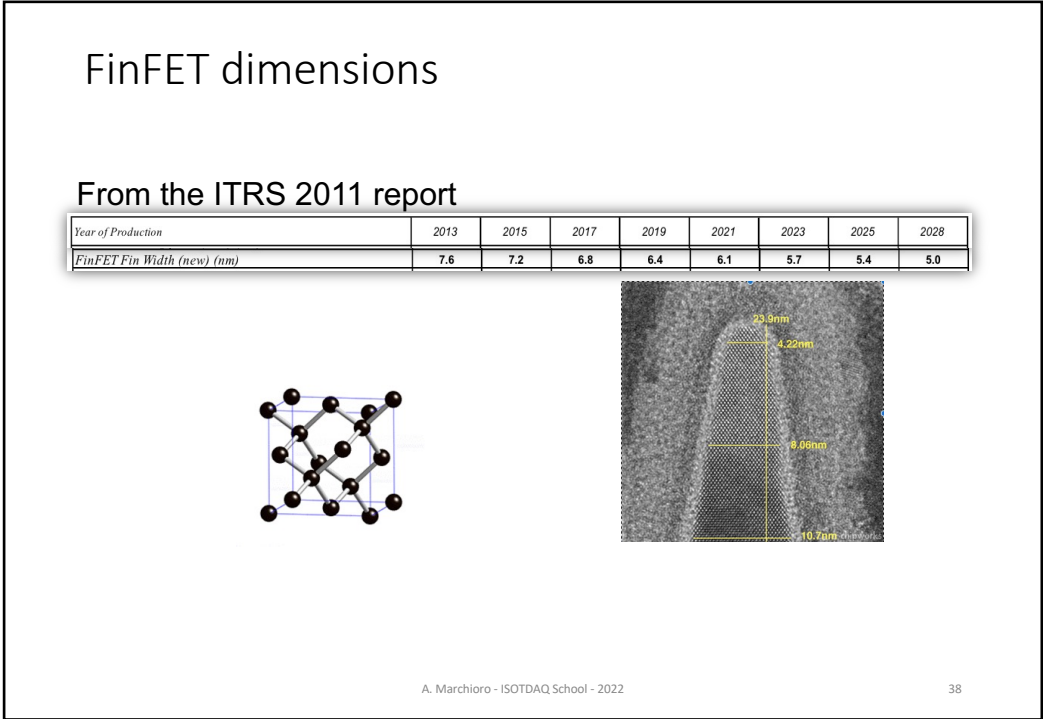 FinFET dimensions
From the ITRS 2011 report
Year of Production 2013 2015 2017 2019 2021 2023 2025 2028
FinFET Fin Width (new) (nm) 7.6 7.2 6.8 6.4 6.1 5.7 5.4 5.0
23.9nm
4.22nm
8.06nm
10.7nm chipworks
A. Marchioro - ISOTDAQ School - 2022 38